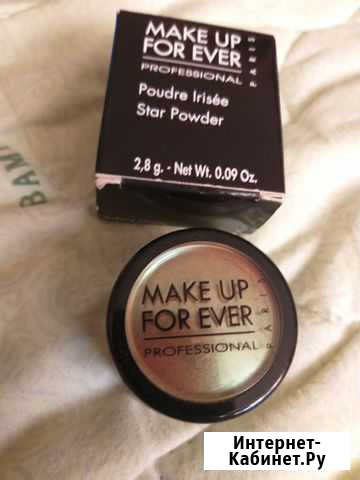 MAKE UP
FOR EVER
PROFESSIONAL
PARIS
Poudre Irisée
Star Powder
2,8 g. - Net Wt. 0.09 Oz.
BAM
MAKE UP
FOR EVER
PROFESSIONAL
PARIS
Интернет-
Кабинет.Ру